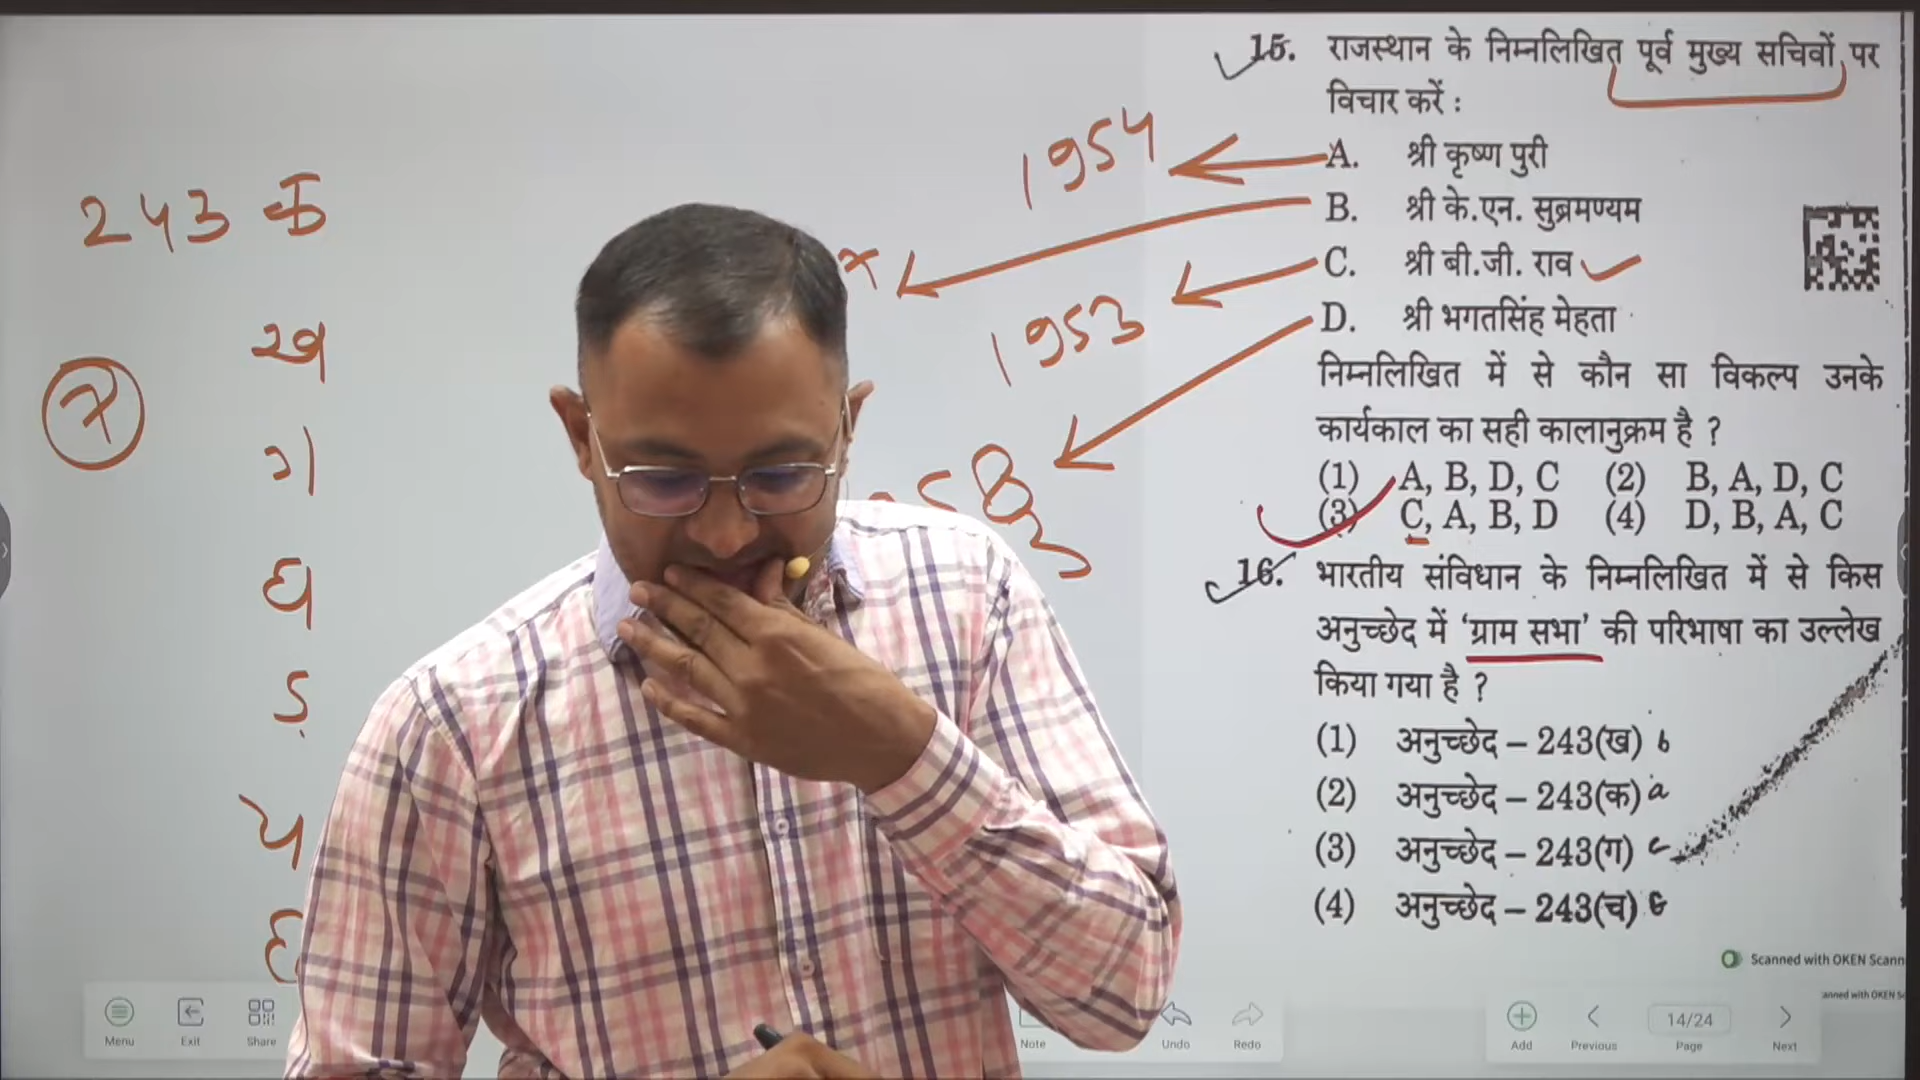 243 क
ख
ग
घ
ङ
च
छ
1954
1953
15. राजस्थान के निम्नलिखित पूर्व मुख्य सचिवों पर
विचार करें :
A. श्री कृष्ण पुरी
B. श्री के.एन. सुब्रमण्यम
C. श्री बी.जी. राव
D. श्री भगतसिंह मेहता
निम्नलिखित में से कौन सा विकल्प उनके
कार्यकाल का सही कालानुक्रम है ?
(1) A, B, D, C (2) B, A, D, C
(3) C, A, B, D (4) D, B, A, C
16. भारतीय संविधान के निम्नलिखित में से किस
अनुच्छेद में ‘ग्राम सभा’ की परिभाषा का उल्लेख
किया गया है ?
(1) अनुच्छेद – 243(ख) b
(2) अनुच्छेद – 243(क) a
(3) अनुच्छेद – 243(ग) c
(4) अनुच्छेद – 243(च)
Scanned with OKEN Scann
anned with OKEN
Menu Exit Share Note Undo Redo Add Previous 14/24 Page Next